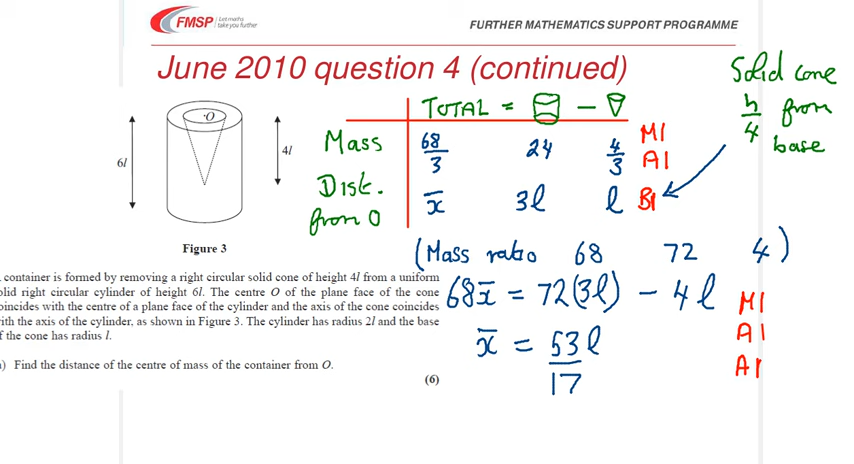 FMSP
Let maths
take you further
FURTHER MATHEMATICS SUPPORT PROGRAMME
June 2010 question 4 (continued)
Solid cone
h/4 from
base
TOTAL = −
Mass 68/3 24 4/3 M1 A1
Dist. from O x̄ 3l l B1
(Mass ratio 68 72 4)
68x̄ = 72(3l) − 4l M1
A1
x̄ = 53l/17
A1
O
6l
4l
Figure 3
container is formed by removing a right circular solid cone of height 4l from a uniform
olid right circular cylinder of height 6l. The centre O of the plane face of the cone
oincides with the centre of a plane face of the cylinder and the axis of the cone coincides
with the axis of the cylinder, as shown in Figure 3. The cylinder has radius 2l and the base
f the cone has radius l.
) Find the distance of the centre of mass of the container from O.
(6)